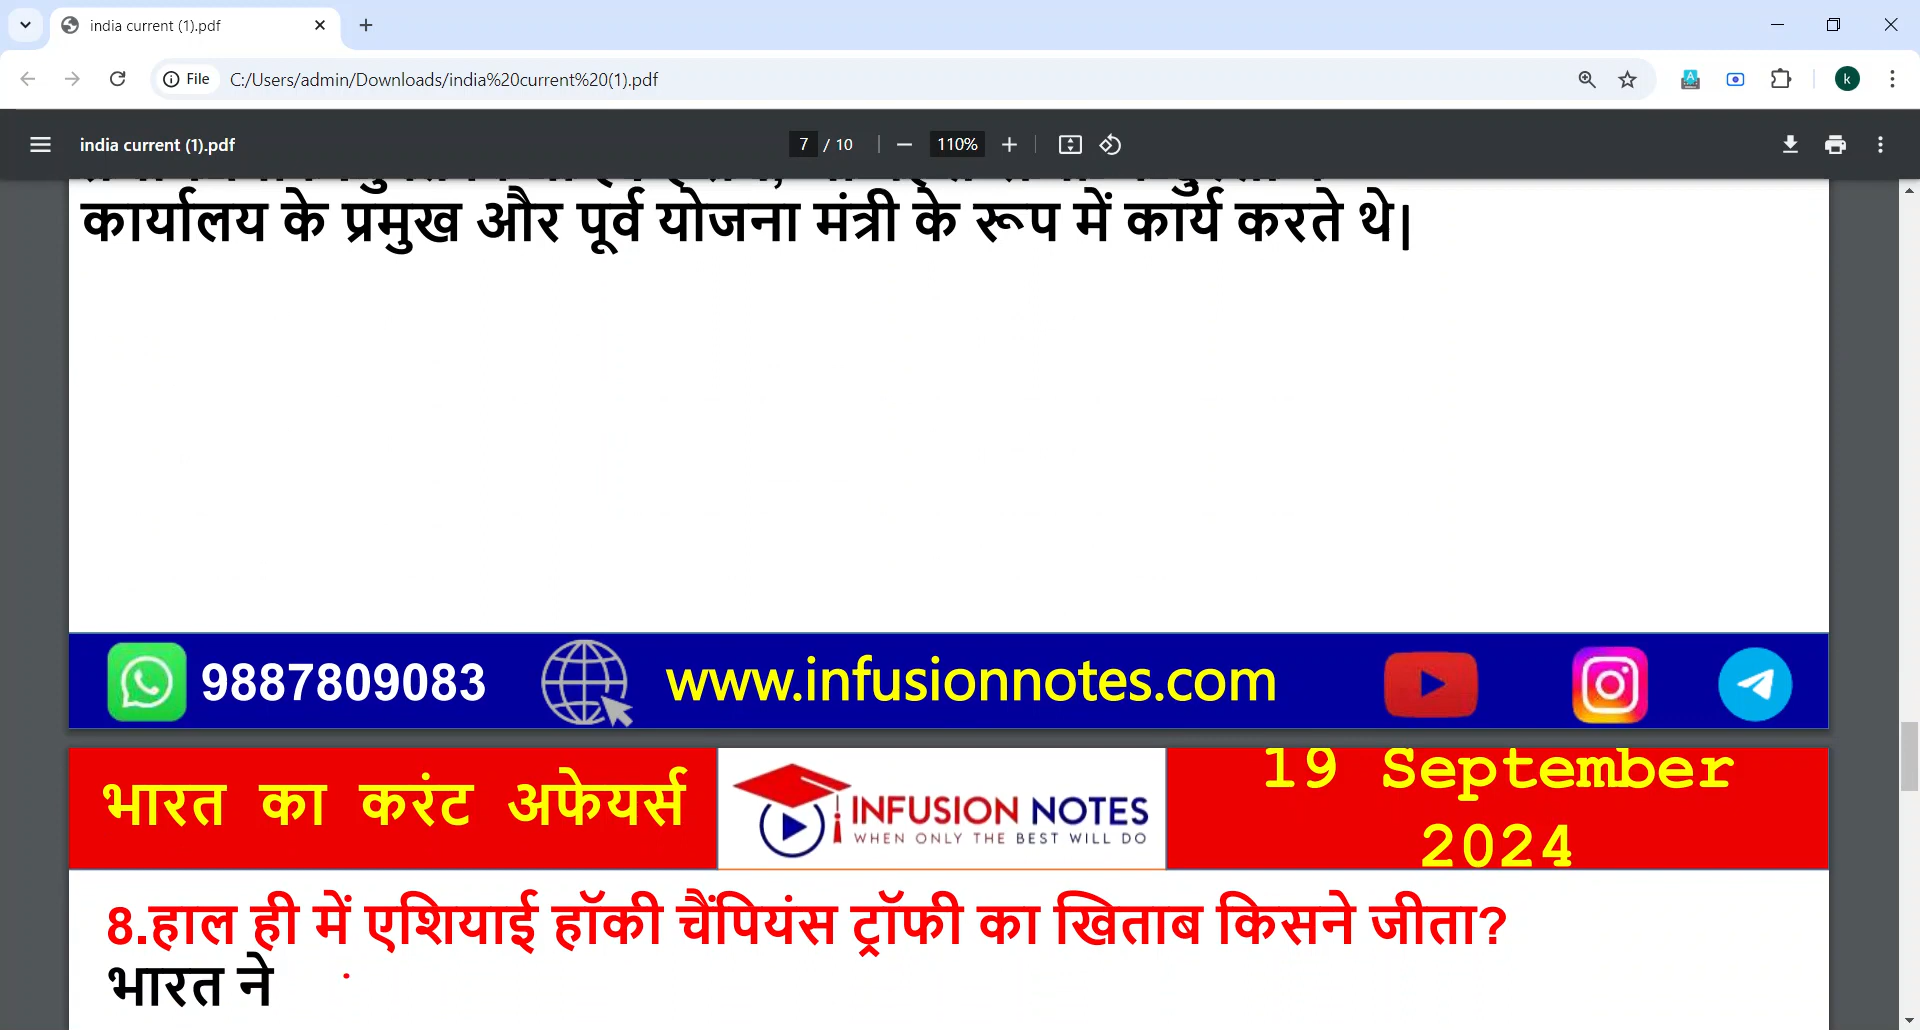 india current (1).pdf
File C:/Users/admin/Downloads/india%20current%20(1).pdf
k
india current (1).pdf 7 / 10 110%
कार्यालय के प्रमुख और पूर्व योजना मंत्री के रूप में कार्य करते थे|
9887809083 www.infusionnotes.com
भारत का करंट अफेयर्स
INFUSION NOTES
WHEN ONLY THE BEST WILL DO
19 September
2024
8.हाल ही में एशियाई हॉकी चैंपियंस ट्रॉफी का खिताब किसने जीता?
भारत ने